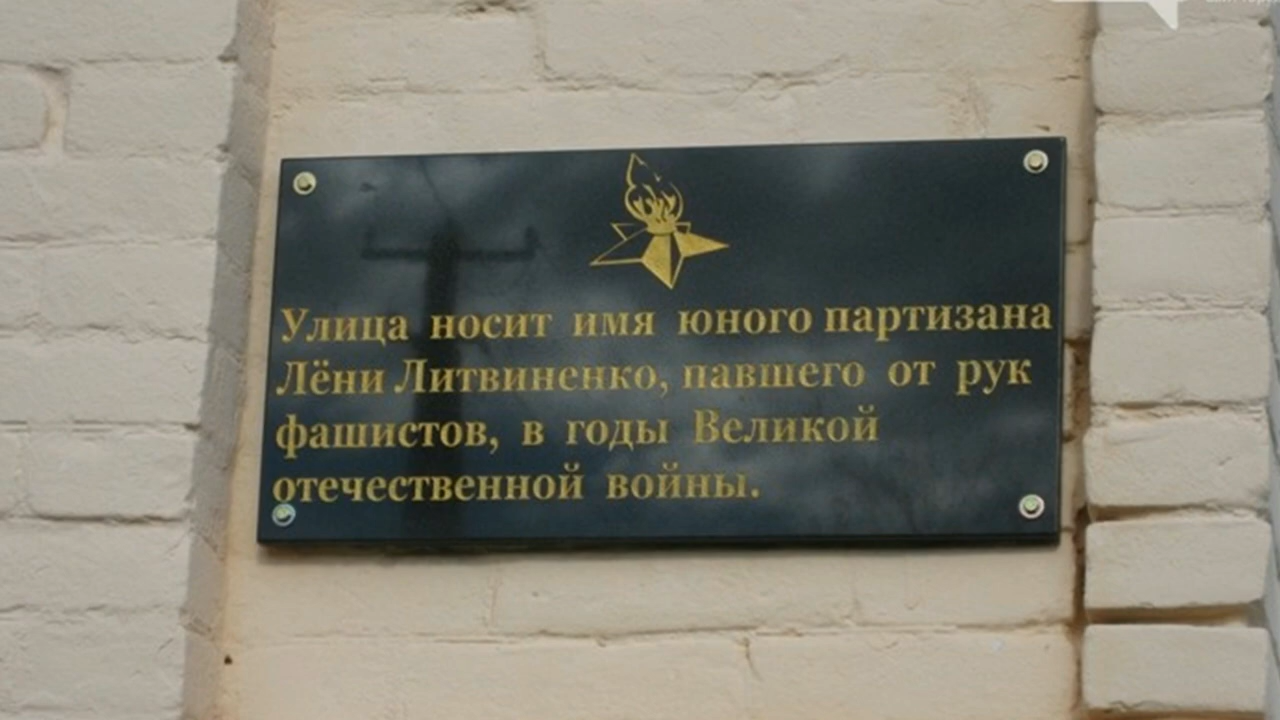 Улица носит имя юного партизана
Лёни Литвиненко, павшего от рук
фашистов, в годы Великой
отечественной войны.